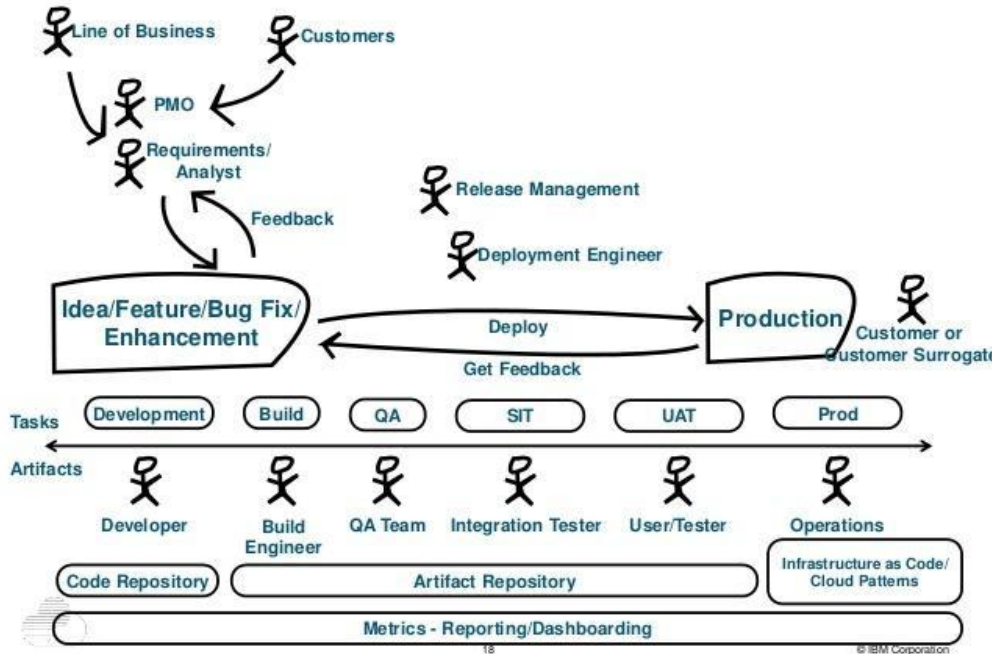 Line of Business
Customers
PMO
Requirements/
Analyst
Feedback
Release Management
Deployment Engineer
Idea/Feature/Bug Fix/
Enhancement
Deploy
Get Feedback
Production
Customer or
Customer Surrogate
Tasks
Development
Build
QA
SIT
UAT
Prod
Artifacts
Developer
Build
Engineer
QA Team
Integration Tester
User/Tester
Operations
Code Repository
Artifact Repository
Infrastructure as Code/
Cloud Patterns
Metrics - Reporting/Dashboarding
18
© IBM Corporation